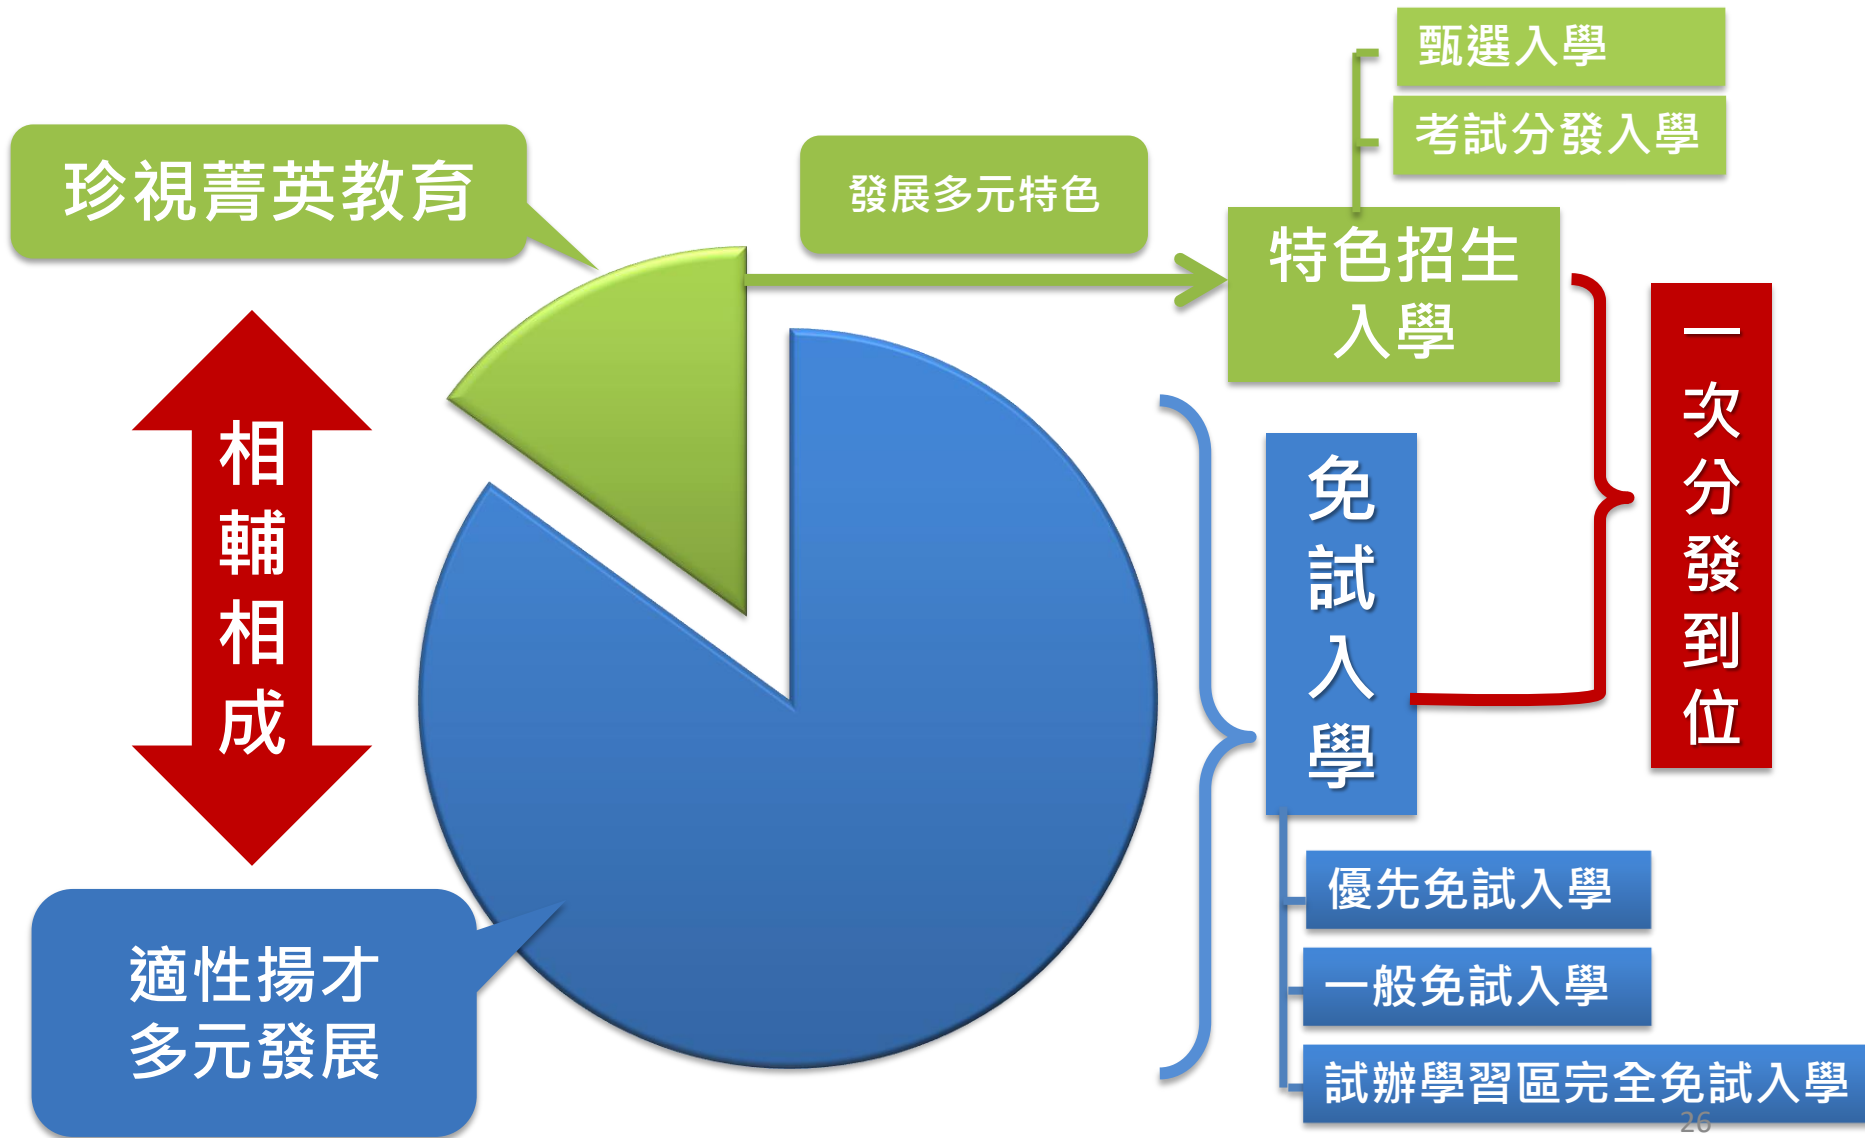 甄選入學
考試分發入學
珍視菁英教育
發展多元特色
特色招生
入學
一次分發到位
相輔相成
免試入學
優先免試入學
適性揚才
多元發展
一般免試入學
試辦學習區完全免試入學
26